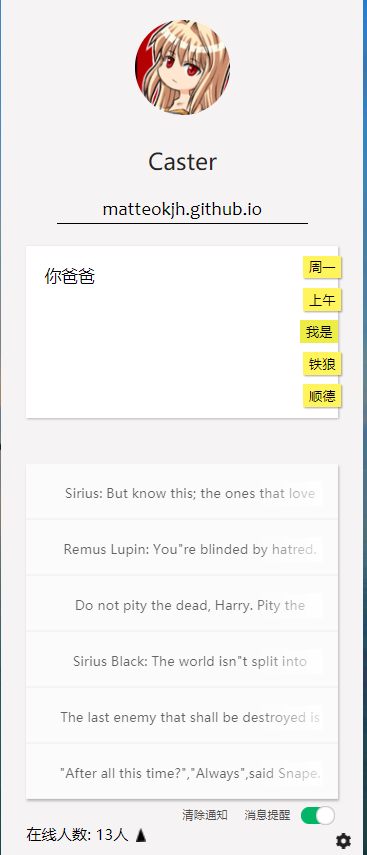 Caster
matteokjh.github.io
你爸爸
周一
上午
我是
铁狼
顺德
Sirius: But know this; the ones that love
Remus Lupin: You"re blinded by hatred.
Do not pity the dead, Harry. Pity the
Sirius Black: The world isn"t split into
The last enemy that shall be destroyed is
"After all this time?","Always",said Snape.
清除通知 消息提醒
在线人数: 13人